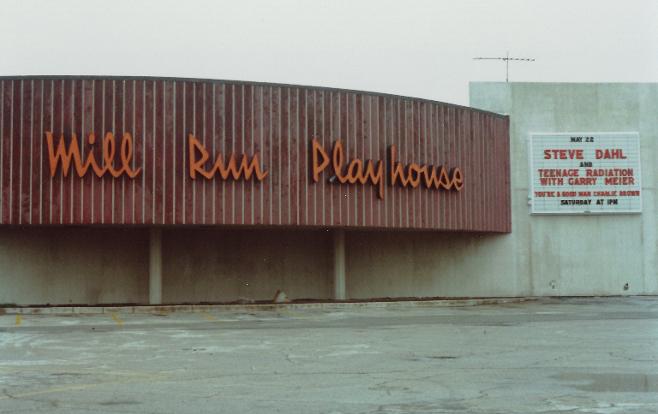 Mill Run Playhouse
MAY 22
STEVE DAHL
AND
TEENAGE RADIATION
WITH GARRY MEIER
YOU'RE A GOOD MAN CHARLIE BROWN
SATURDAY AT 1PM